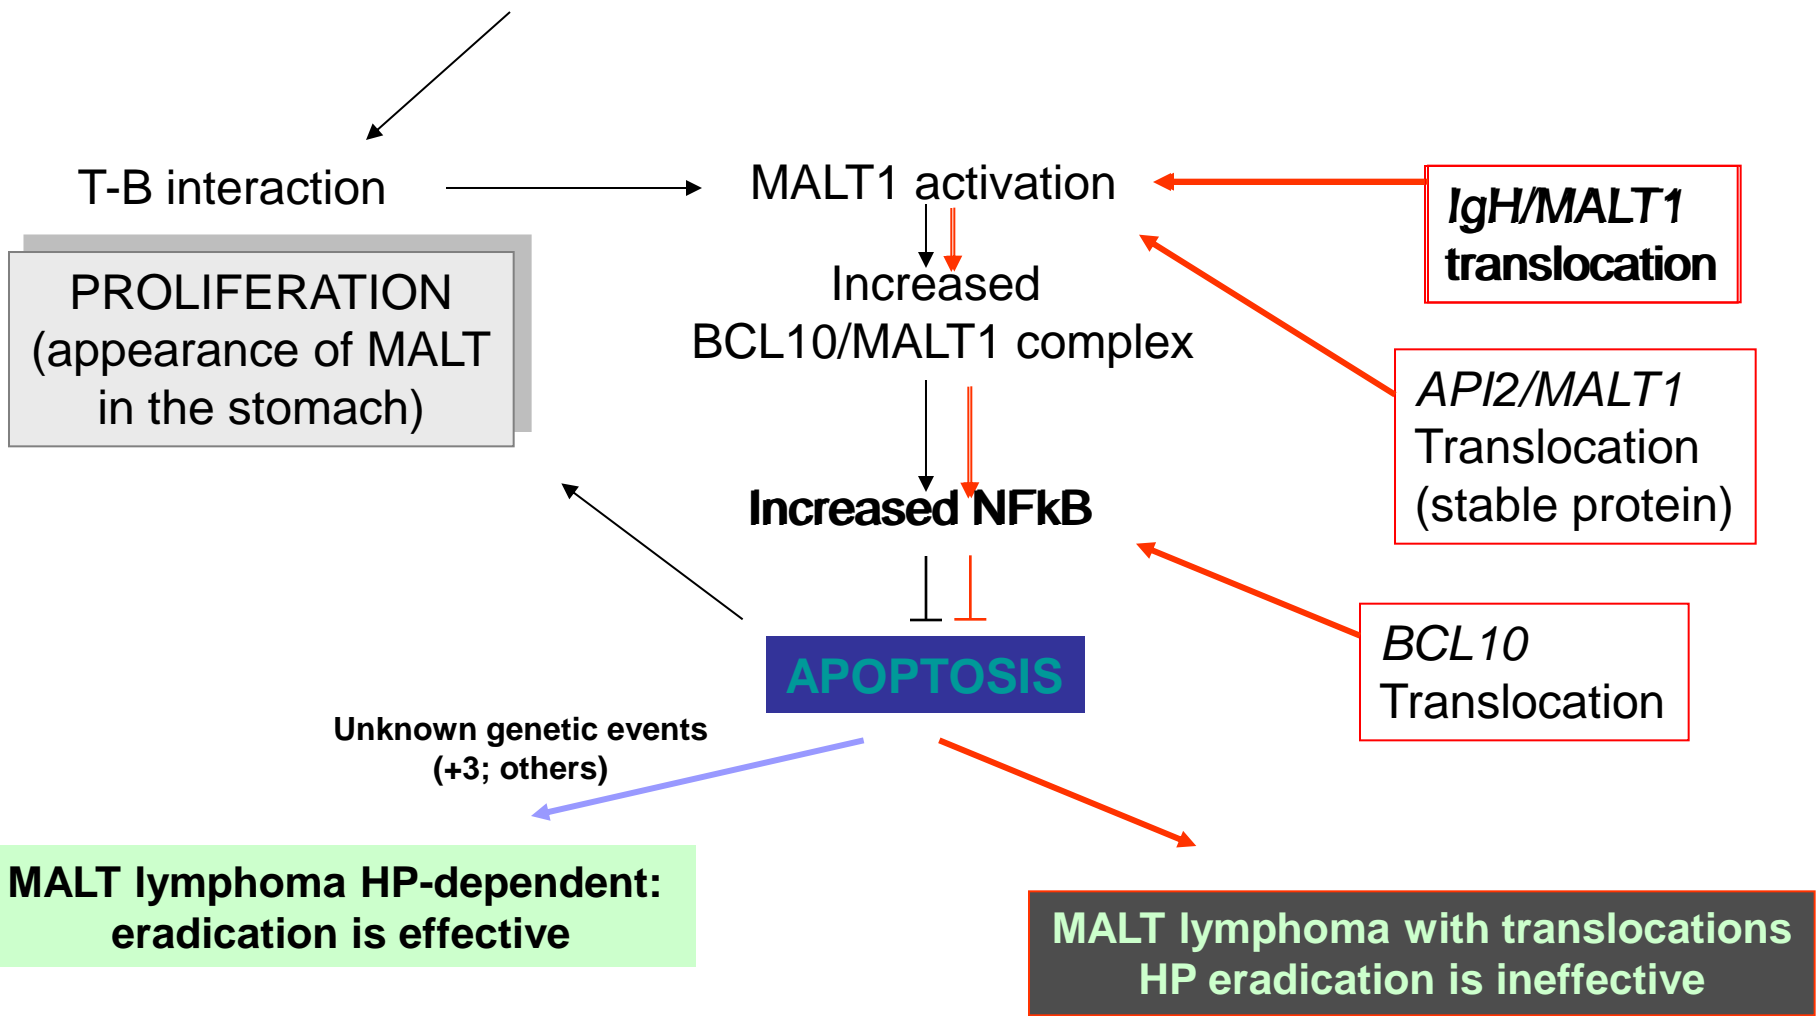 T-B interaction
PROLIFERATION
(appearance of MALT
in the stomach)
MALT1 activation
Increased
BCL10/MALT1 complex
Increased NFkB
APOPTOSIS
IgH/MALT1
translocation
API2/MALT1
Translocation
(stable protein)
BCL10
Translocation
Unknown genetic events
(+3; others)
MALT lymphoma HP-dependent:
eradication is effective
MALT lymphoma with translocations
HP eradication is ineffective